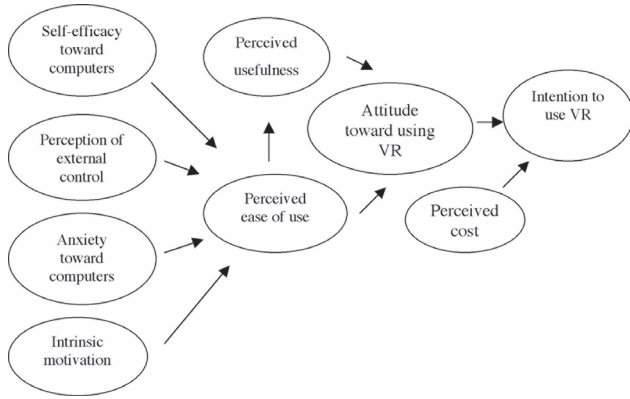 Self-efficacy
toward
computers
Perceived
usefulness
Perception of
external
control
Attitude
toward using
VR
Intention to
use VR
Perceived
ease of use
Perceived
cost
Anxiety
toward
computers
Intrinsic
motivation